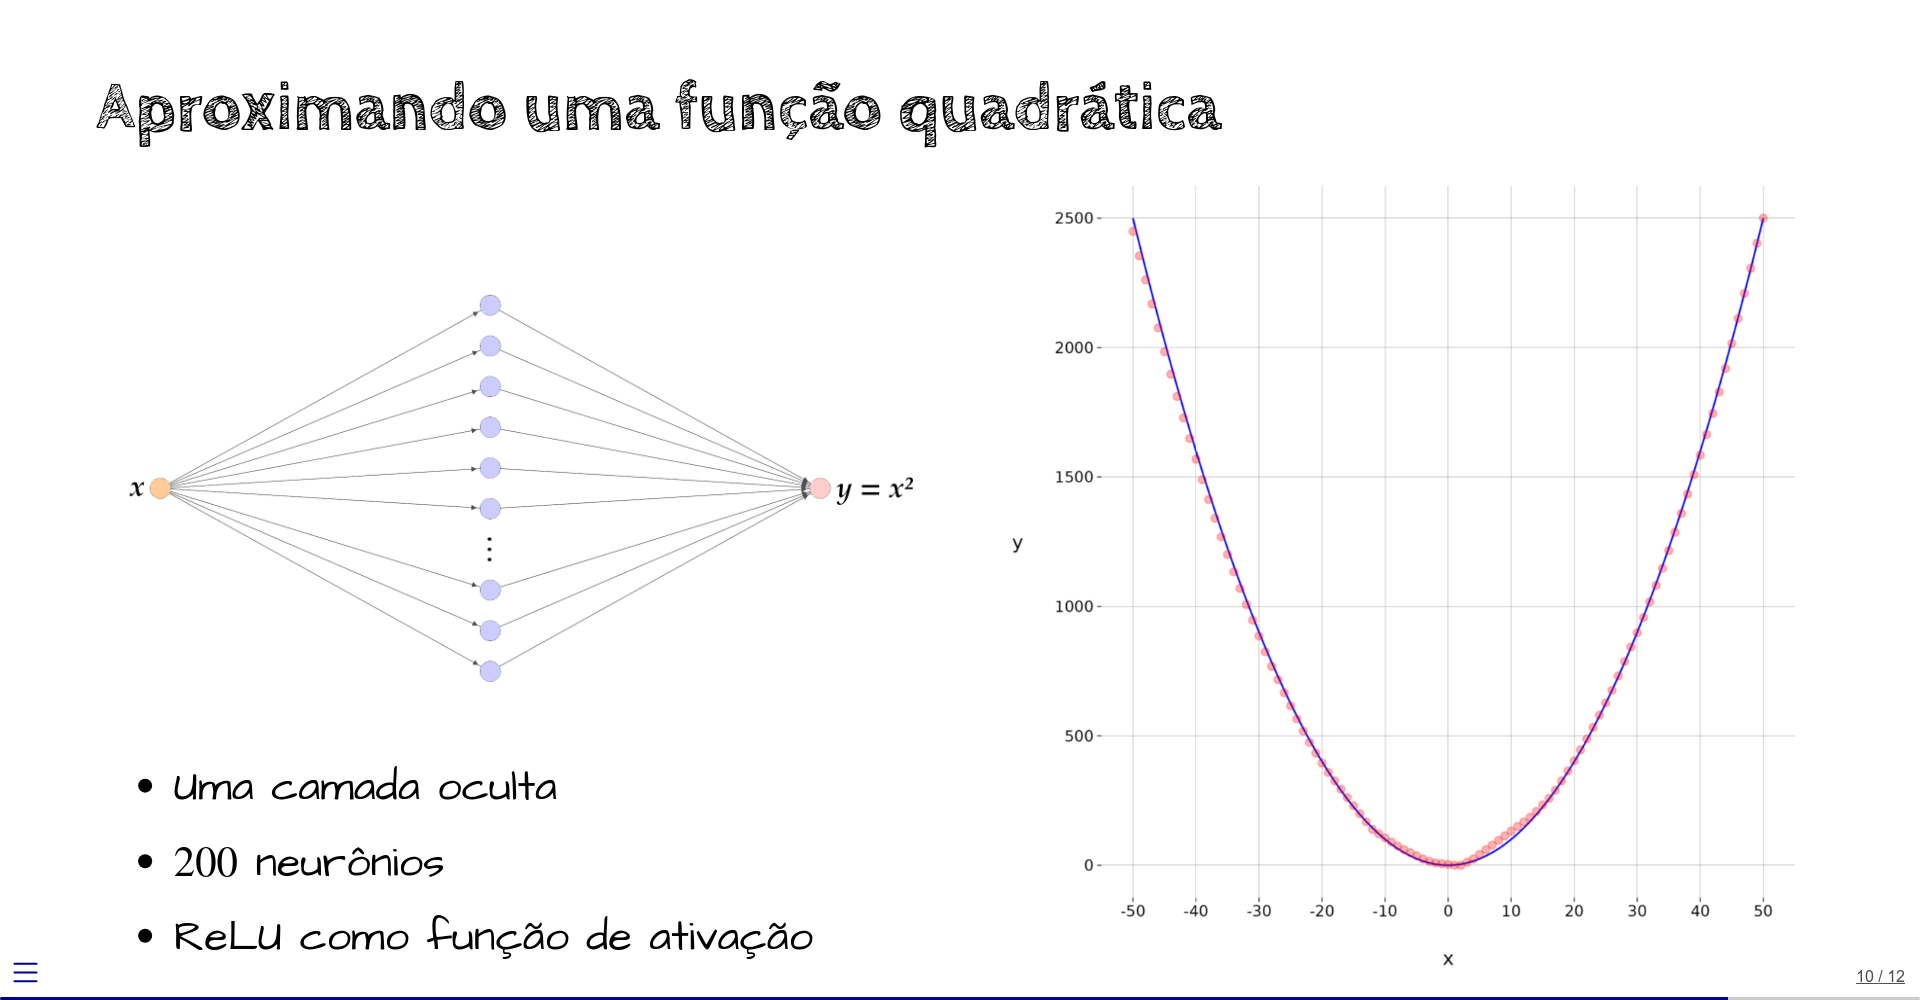 Aproximando uma função quadrática
x
y = x²
• Uma camada oculta
• 200 neurônios
• ReLU como função de ativação
2500
2000
1500
1000
500
0
y
-50 -40 -30 -20 -10 0 10 20 30 40 50
x
10 / 12